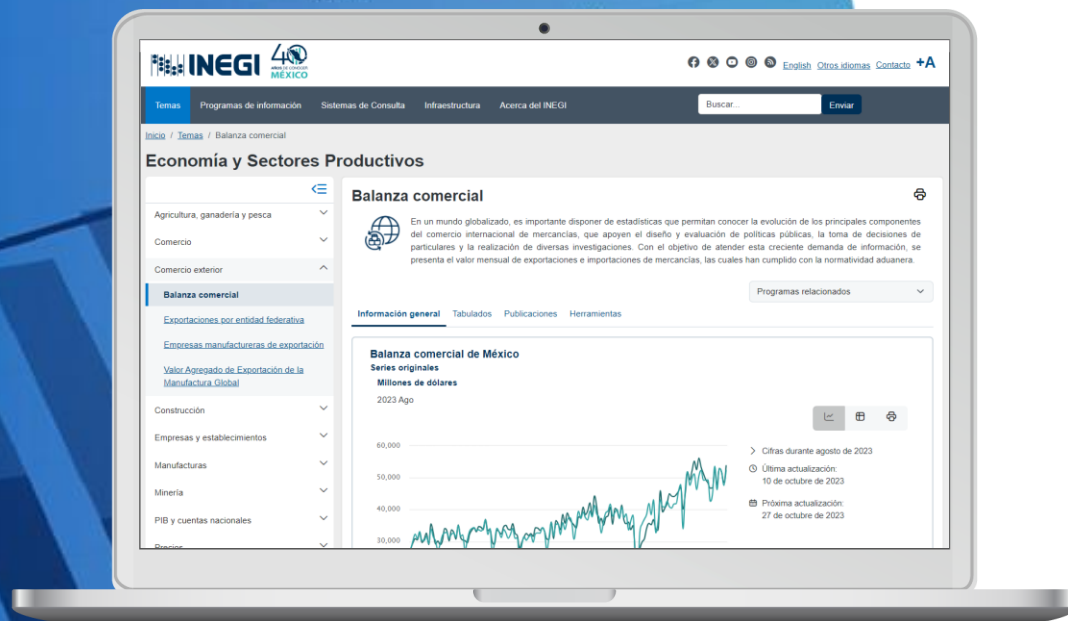 INEGI
40
AÑOS DE CONOCER
MÉXICO
English Otros idiomas Contacto +A
Temas Programas de información Sistemas de Consulta Infraestructura Acerca del INEGI Buscar... Enviar
Inicio / Temas / Balanza comercial
Economía y Sectores Productivos
Agricultura, ganadería y pesca
Comercio
Comercio exterior
Balanza comercial
Exportaciones por entidad federativa
Empresas manufactureras de exportación
Valor Agregado de Exportación de la
Manufactura Global
Construcción
Empresas y establecimientos
Manufacturas
Minería
PIB y cuentas nacionales
Precios
Balanza comercial
En un mundo globalizado, es importante disponer de estadísticas que permitan conocer la evolución de los principales componentes
del comercio internacional de mercancías, que apoyen el diseño y evaluación de políticas públicas, la toma de decisiones de
particulares y la realización de diversas investigaciones. Con el objetivo de atender esta creciente demanda de información, se
presenta el valor mensual de exportaciones e importaciones de mercancías, las cuales han cumplido con la normatividad aduanera.
Programas relacionados
Información general Tabulados Publicaciones Herramientas
Balanza comercial de México
Series originales
Millones de dólares
2023 Ago
60,000
50,000
40,000
30,000
Cifras durante agosto de 2023
Última actualización:
10 de octubre de 2023
Próxima actualización:
27 de octubre de 2023